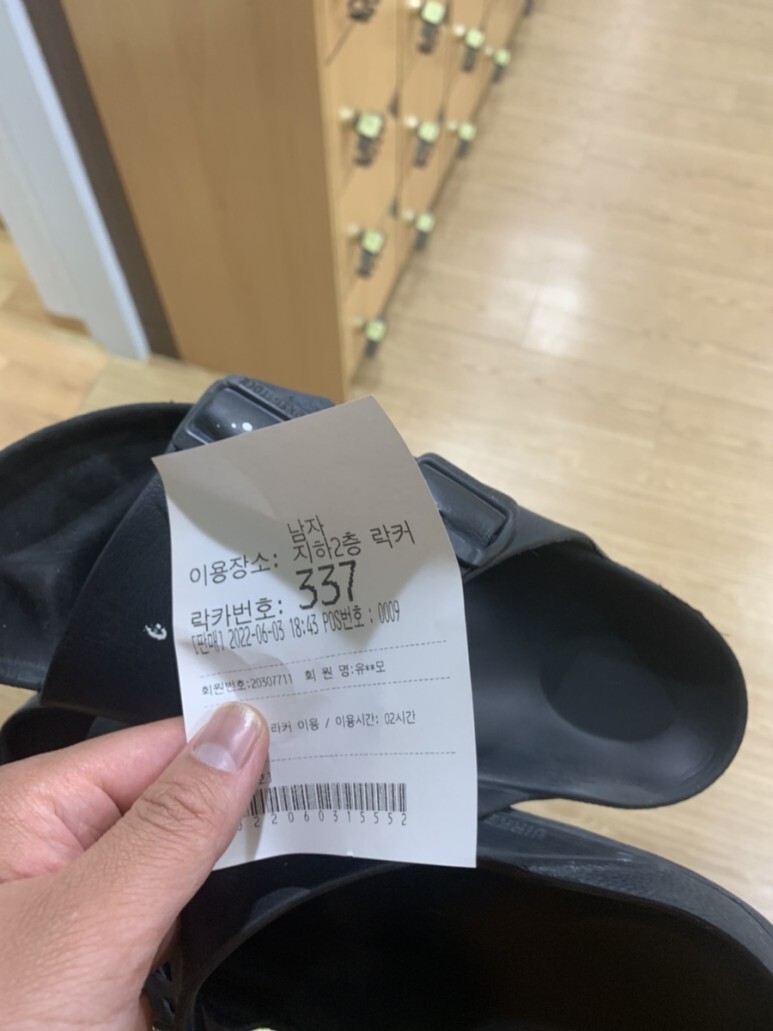 남자
이용장소: 지하2층 락커
락카번호: 337
[판매] 2022-06-03 18:43 POS번호 : 0009
회원번호:20307711 회 원 명:유**모
라커 이용 / 이용시간: 02시간
22060315552